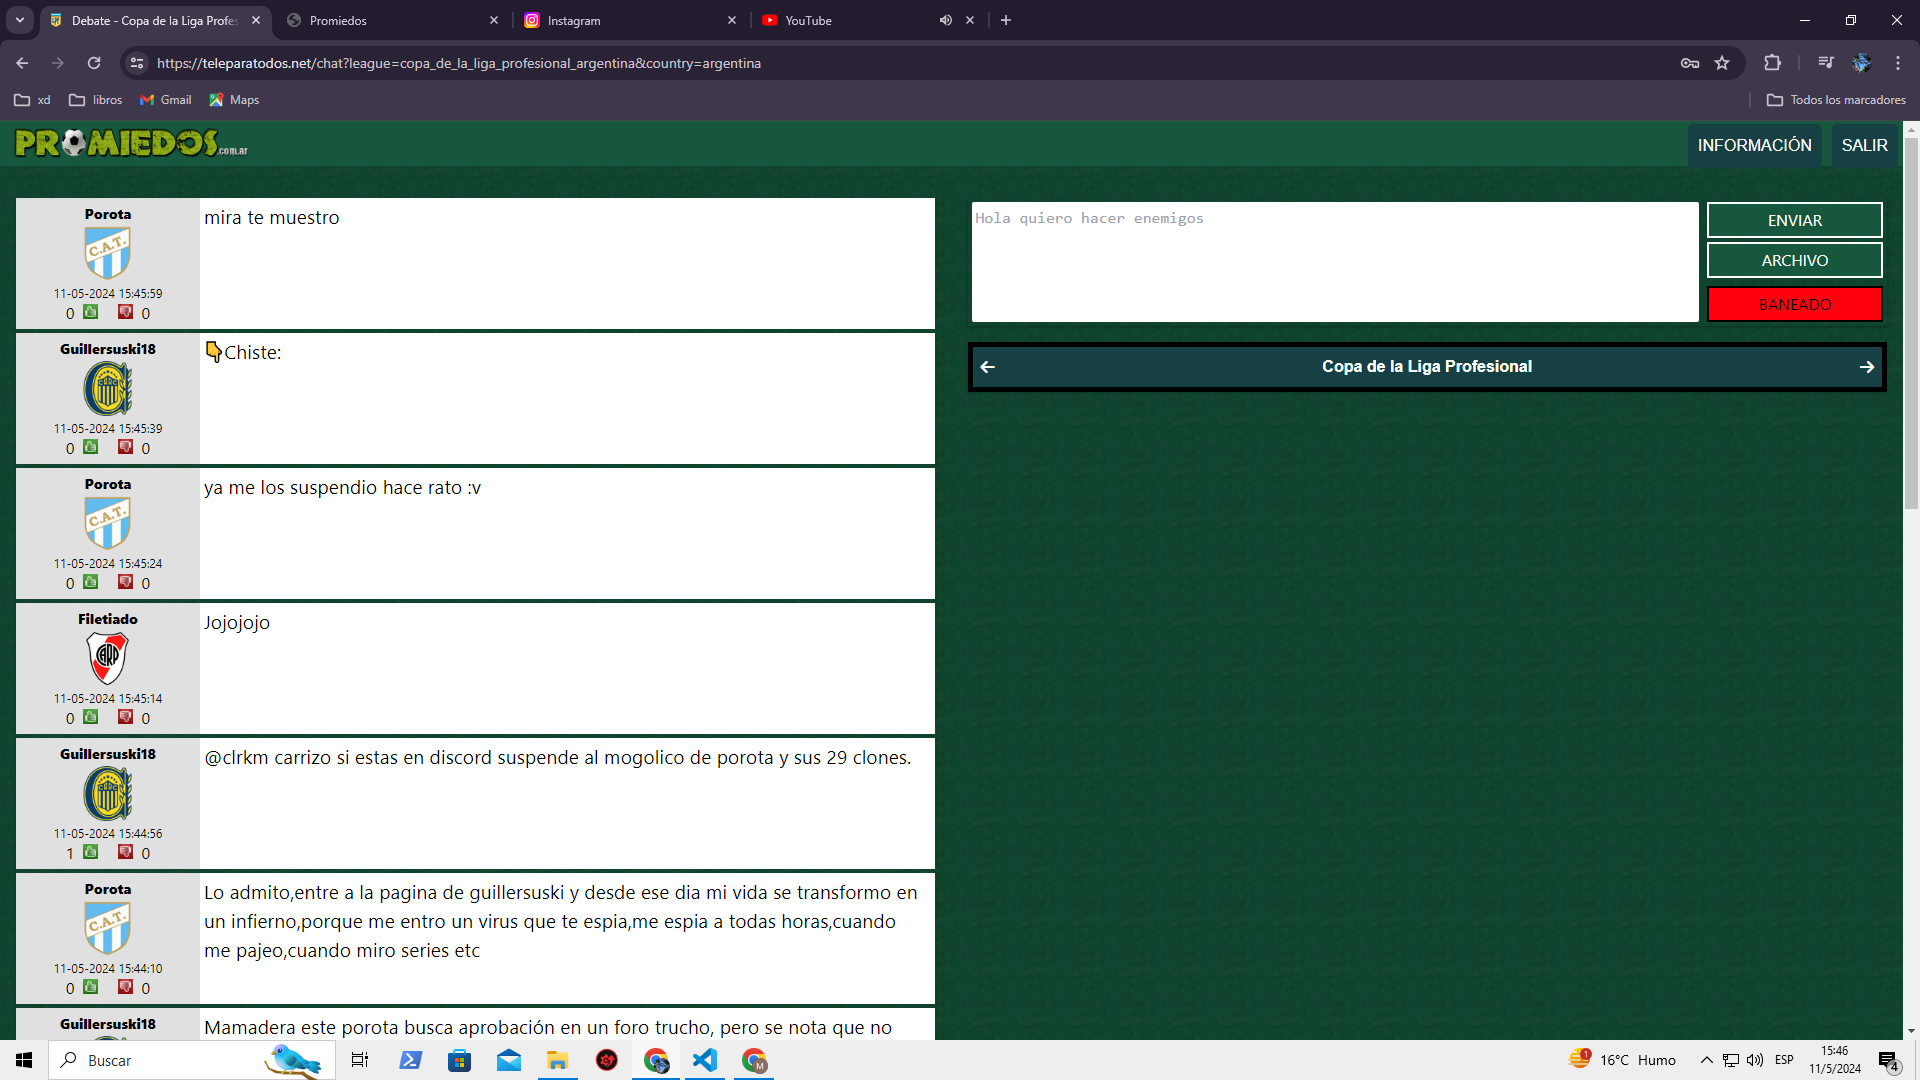 Debate - Copa de la Liga Profes
Promiedos
Instagram
YouTube
https://teleparatodos.net/chat?league=copa_de_la_liga_profesional_argentina&country=argentina
xd
libros
Gmail
Maps
Todos los marcadores
PROMIEDOS.com.ar
INFORMACIÓN
SALIR
Porota
C.A.T.
11-05-2024 15:45:59
0 0
mira te muestro
Guillersuski18
11-05-2024 15:45:39
0 0
👇Chiste:
Porota
C.A.T.
11-05-2024 15:45:24
0 0
ya me los suspendio hace rato :v
Filetiado
CARP
11-05-2024 15:45:14
0 0
Jojojojo
Guillersuski18
11-05-2024 15:44:56
1 0
@clrkm carrizo si estas en discord suspende al mogolico de porota y sus 29 clones.
Porota
C.A.T.
11-05-2024 15:44:10
0 0
Lo admito,entre a la pagina de guillersuski y desde ese dia mi vida se transformo en
un infierno,porque me entro un virus que te espia,me espia a todas horas,cuando
me pajeo,cuando miro series etc
Guillersuski18
Mamadera este porota busca aprobación en un foro trucho, pero se nota que no
Hola quiero hacer enemigos
ENVIAR
ARCHIVO
BANEADO
Copa de la Liga Profesional
Buscar
M
1
16°C Humo
ESP
15:46
11/5/2024
4